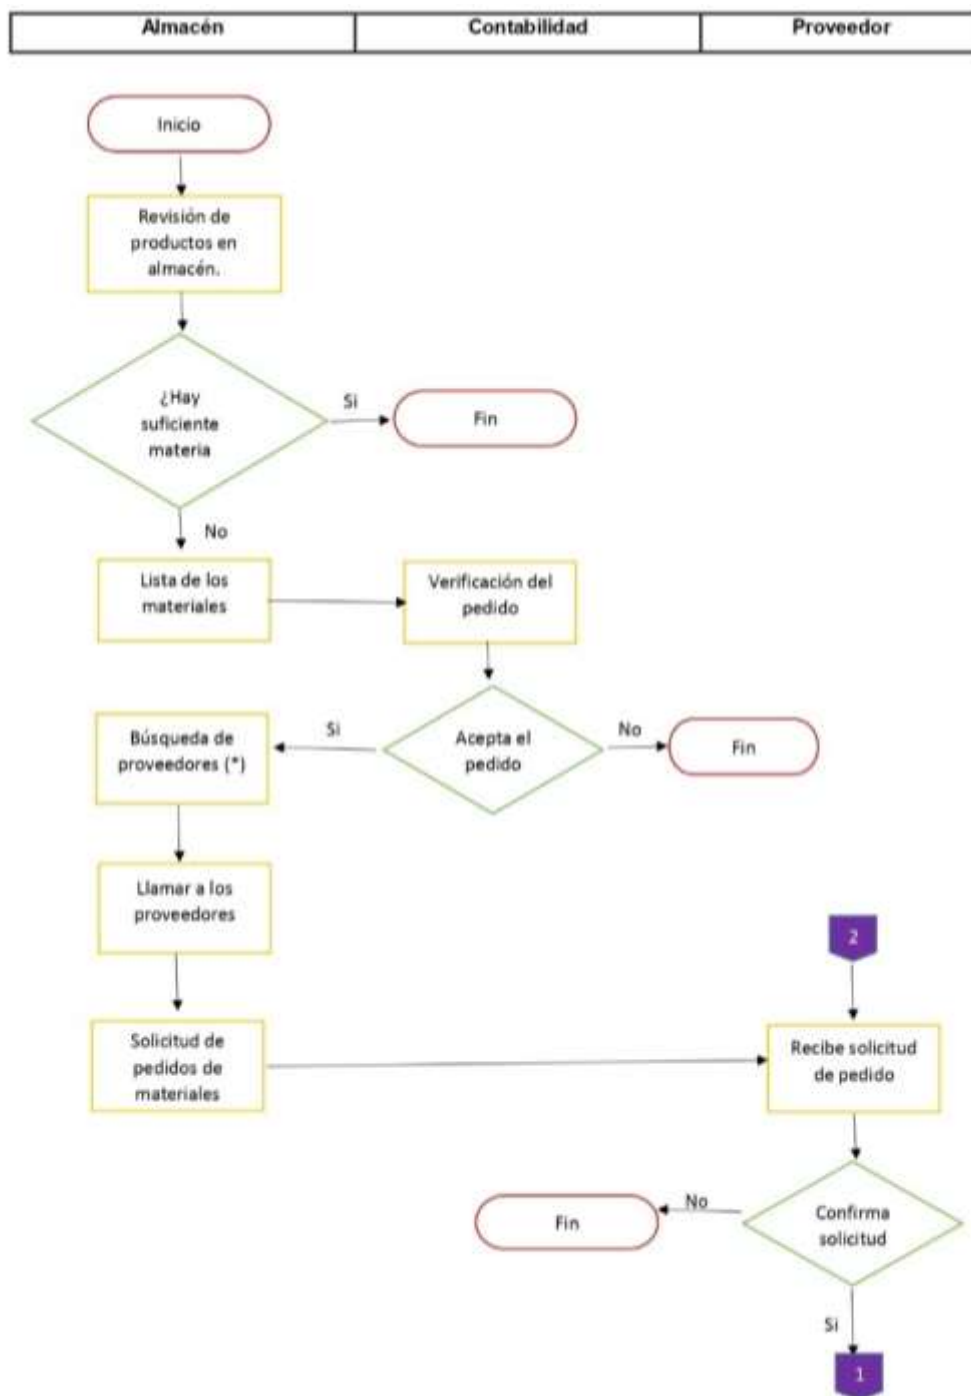 Almacén Contabilidad Proveedor
Inicio
Revisión de
productos en
almacén.
¿Hay
suficiente
materia
Si
Fin
No
Lista de los
materiales
Verificación del
pedido
Búsqueda de
proveedores (*)
Si
Acepta el
pedido
No
Fin
Llamar a los
proveedores
2
Solicitud de
pedidos de
materiales
Recibe solicitud
de pedido
Fin
No
Confirma
solicitud
Si
1